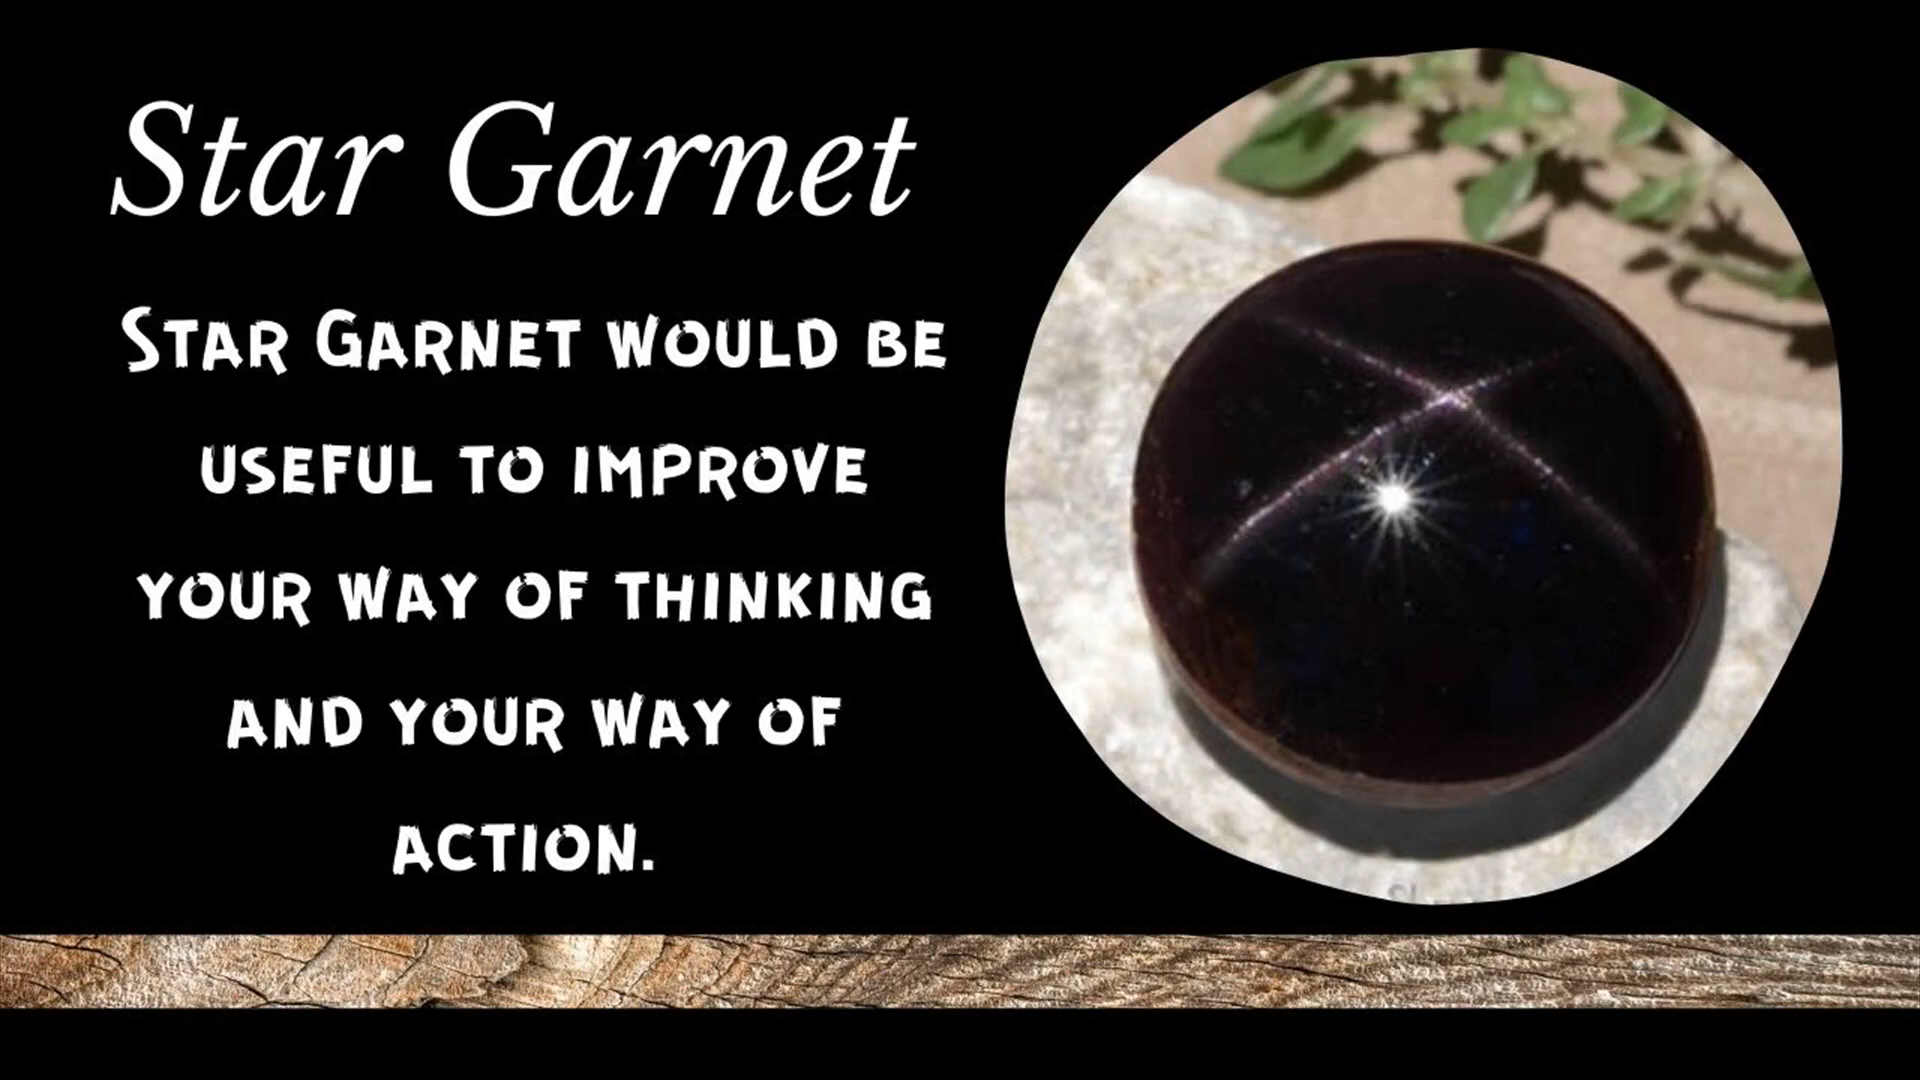 Star Garnet
Star Garnet would be
useful to improve
your way of thinking
and your way of
action.